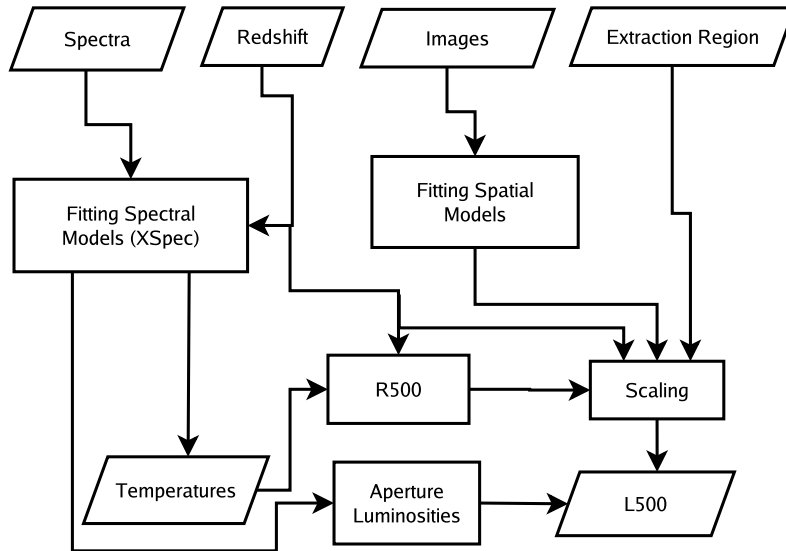 Spectra
Redshift
Images
Extraction Region
Fitting Spectral
Models (XSpec)
Fitting Spatial
Models
R500
Scaling
Temperatures
Aperture
Luminosities
L500